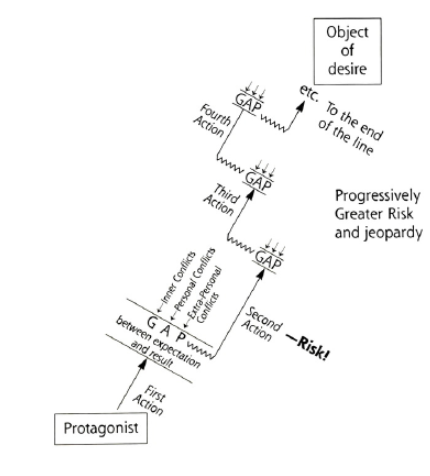 Object
of
desire
etc. To the end
of the line
GAP
Fourth
Action
GAP
Third
Action
Progressively
Greater Risk
and jeopardy
GAP
←Inner Conflicts
←Personal Conflicts
←Extra-Personal
Conflicts
G A P
between expectation
and result
Second
Action
—Risk!
First
Action
Protagonist